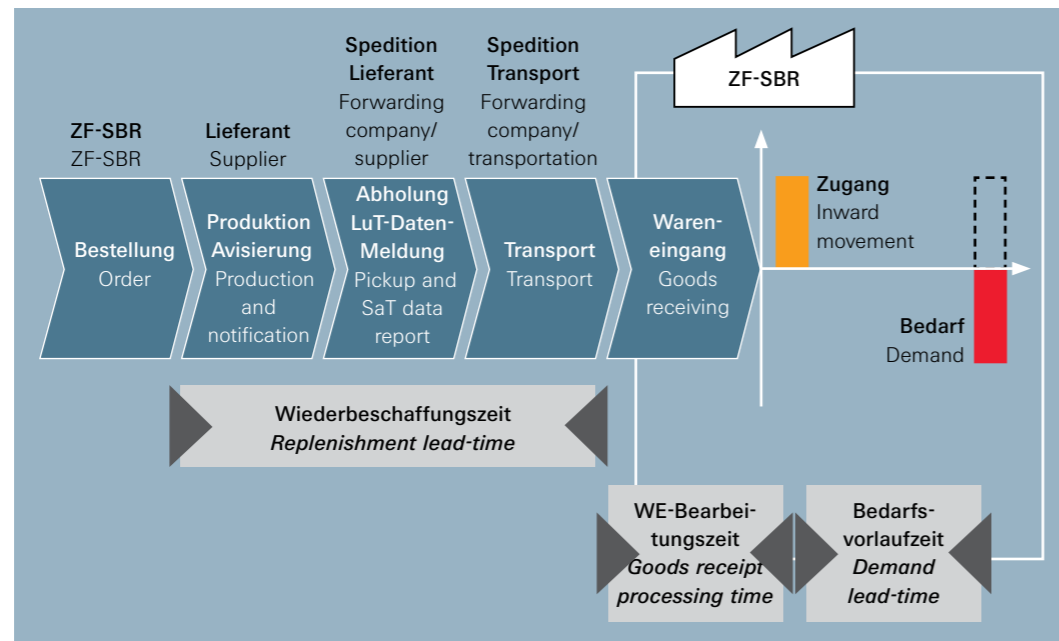 ZF-SBR
ZF-SBR
ZF-SBR
Lieferant
Supplier
Spedition
Lieferant
Forwarding
company/
supplier
Spedition
Transport
Forwarding
company/
transportation
Bestellung
Order
Produktion
Avisierung
Production
and
notification
Abholung
LuT-Daten-
Meldung
Pickup and
SaT data
report
Transport
Transport
Waren-
eingang
Goods
receiving
Zugang
Inward
movement
Bedarf
Demand
Wiederbeschaffungszeit
Replenishment lead-time
WE-Bearbei-
tungszeit
Goods receipt
processing time
Bedarfs-
vorlaufzeit
Demand
lead-time